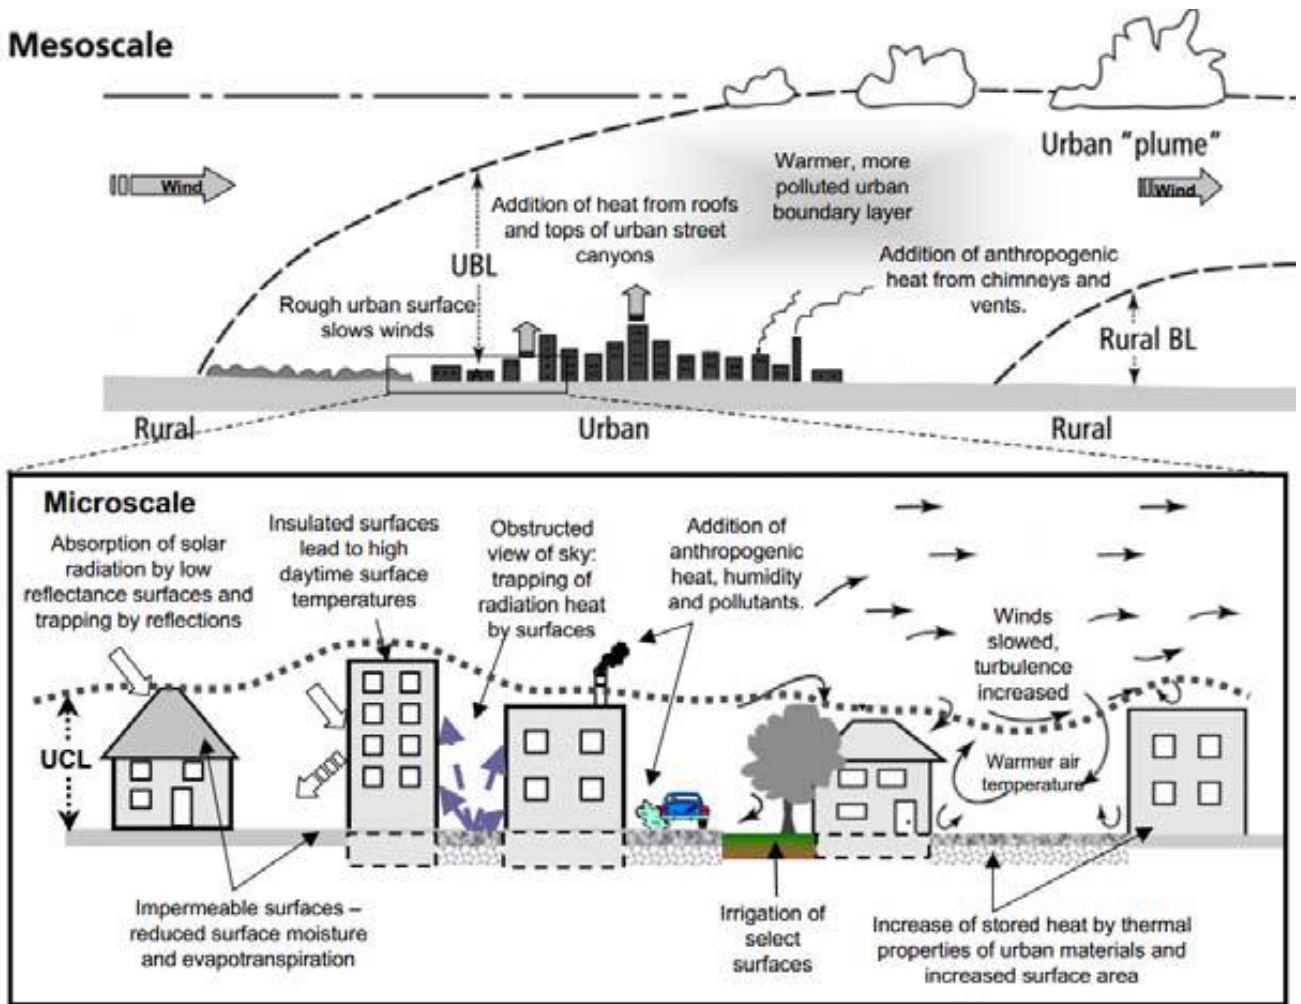 Mesoscale
Wind
Urban "plume"
Wind
Warmer, more
polluted urban
boundary layer
Addition of heat from roofs
and tops of urban street
canyons
UBL
Addition of anthropogenic
heat from chimneys and
vents.
Rough urban surface
slows winds
Rural BL
Rural
Urban
Rural
Microscale
Absorption of solar
radiation by low
reflectance surfaces and
trapping by reflections
Insulated surfaces
lead to high
daytime surface
temperatures
Obstructed
view of sky:
trapping of
radiation heat
by surfaces
Addition of
anthropogenic
heat, humidity
and pollutants.
Winds
slowed,
turbulence
increased
UCL
Warmer air
temperature
Impermeable surfaces –
reduced surface moisture
and evapotranspiration
Irrigation of
select
surfaces
Increase of stored heat by thermal
properties of urban materials and
increased surface area